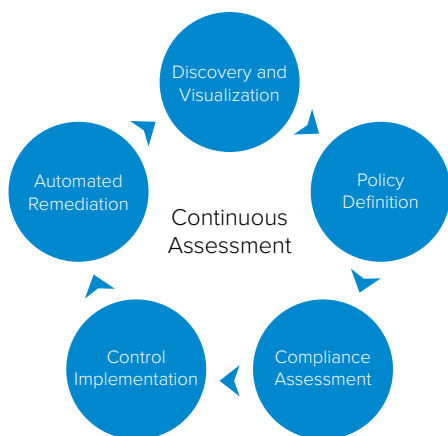 Discovery and
Visualization
Policy
Definition
Compliance
Assessment
Control
Implementation
Automated
Remediation
Continuous
Assessment